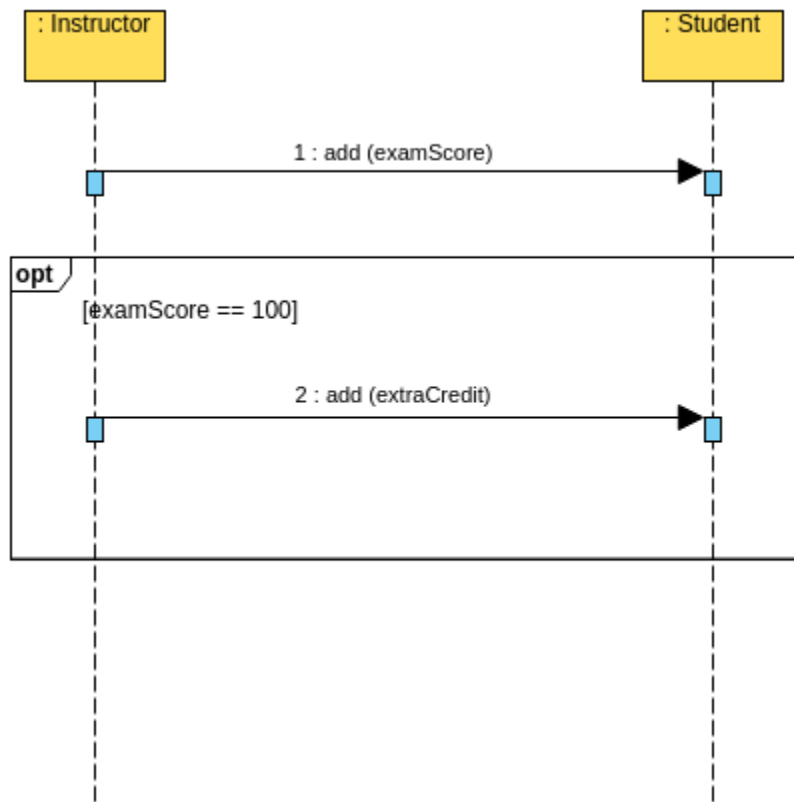 : Instructor
: Student
1 : add (examScore)
opt
[examScore == 100]
2 : add (extraCredit)